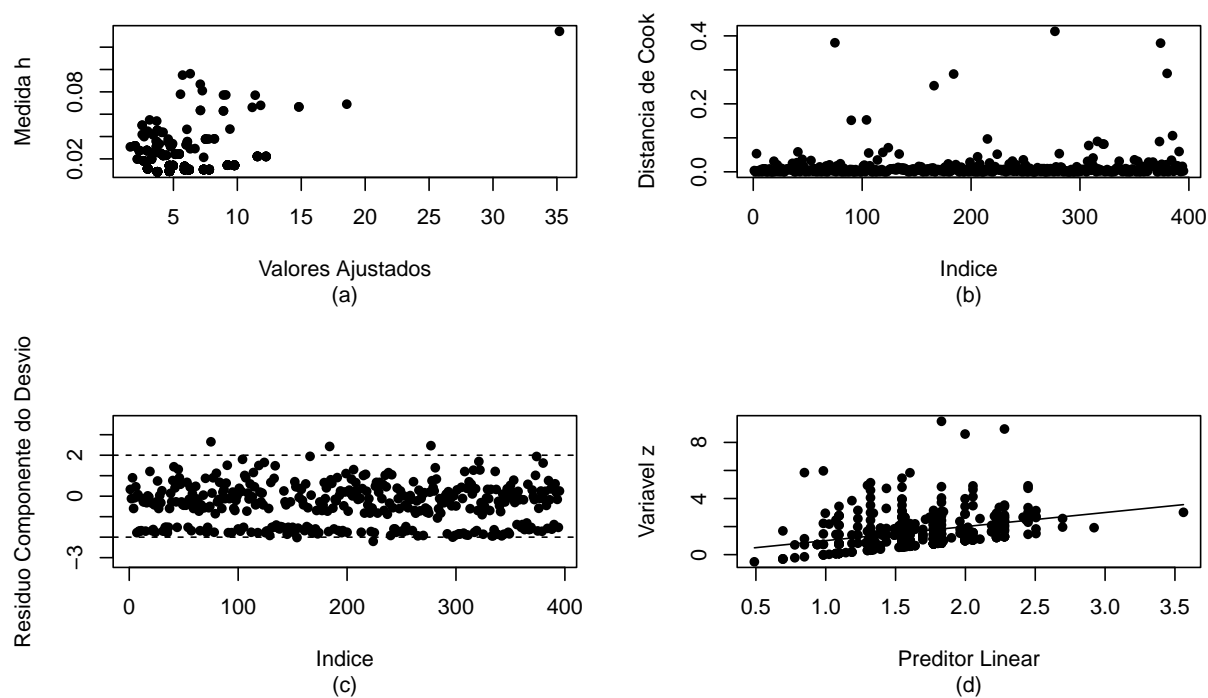 Medida h
0.02
0.08
5
10
15
20
25
30
35
Valores Ajustados
(a)
Distancia de Cook
0.0
0.2
0.4
0
100
200
300
400
Indice
(b)
Residuo Componente do Desvio
−3
0
2
0
100
200
300
400
Indice
(c)
Variavel z
0
4
8
0.5
1.0
1.5
2.0
2.5
3.0
3.5
Preditor Linear
(d)